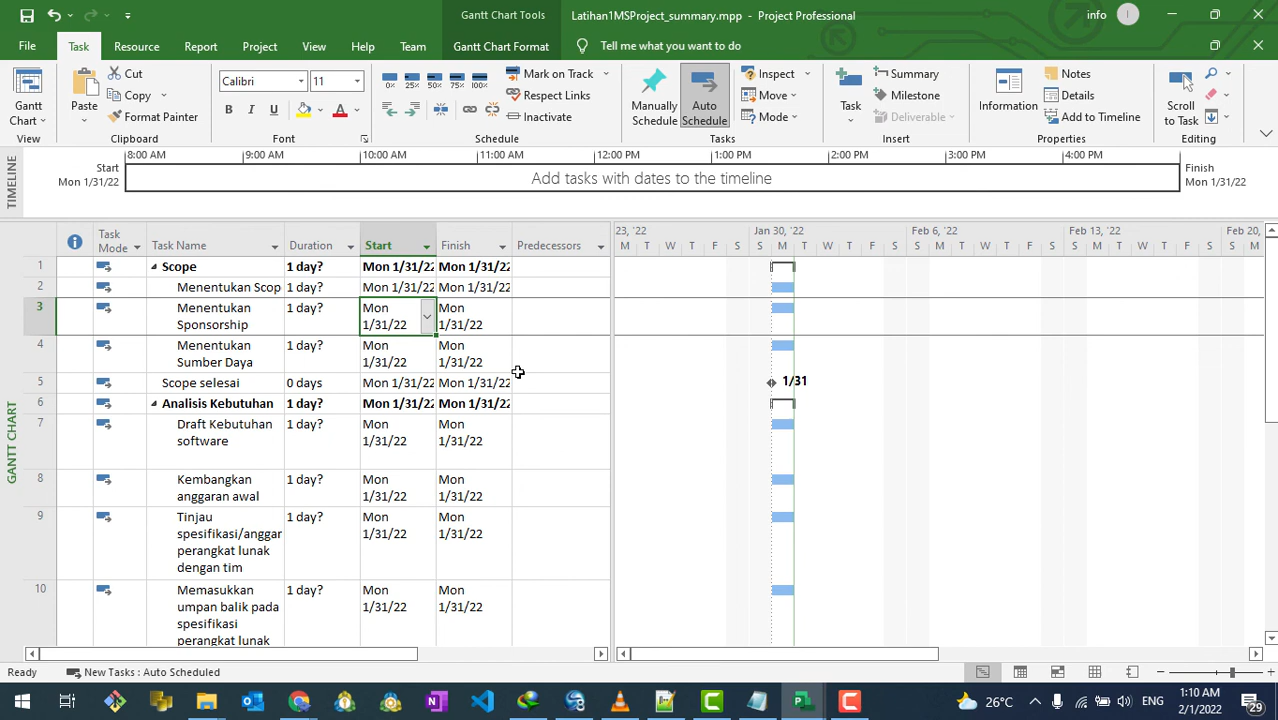 Gantt Chart Tools
Latihan1MSProject_summary.mpp - Project Professional
info I
File Task Resource Report Project View Help Team Gantt Chart Format Tell me what you want to do
Gantt Chart
View
Paste
Cut
Copy
Format Painter
Clipboard
Calibri 11
B I U A
Font
0% 25% 50% 75% 100%
Mark on Track
Respect Links
Inactivate
Schedule
Manually Schedule
Auto Schedule
Inspect
Move
Mode
Tasks
Task
Summary
Milestone
Deliverable
Insert
Information
Notes
Details
Add to Timeline
Properties
Scroll to Task
Editing
TIMELINE
8:00 AM 9:00 AM 10:00 AM 11:00 AM 12:00 PM 1:00 PM 2:00 PM 3:00 PM 4:00 PM
Start
Mon 1/31/22
Add tasks with dates to the timeline
Finish
Mon 1/31/22
GANTT CHART
Task Mode Task Name Duration Start Finish Predecessors
23, '22 Jan 30, '22 Feb 6, '22 Feb 13, '22 Feb 20,
M T W T F S S M T W T F S S M T W T F S S M T W T F S S M
1 Scope 1 day? Mon 1/31/22 Mon 1/31/22
2 Menentukan Scop 1 day? Mon 1/31/22 Mon 1/31/22
3 Menentukan 1 day? Mon Mon
Sponsorship 1/31/22 1/31/22
4 Menentukan 1 day? Mon Mon
Sumber Daya 1/31/22 1/31/22
5 Scope selesai 0 days Mon 1/31/22 Mon 1/31/22 1/31
6 Analisis Kebutuhan 1 day? Mon 1/31/22 Mon 1/31/22
7 Draft Kebutuhan 1 day? Mon Mon
software 1/31/22 1/31/22
8 Kembangkan 1 day? Mon Mon
anggaran awal 1/31/22 1/31/22
9 Tinjau 1 day? Mon Mon
spesifikasi/anggar 1/31/22 1/31/22
perangkat lunak
dengan tim
10 Memasukkan 1 day? Mon Mon
umpan balik pada 1/31/22 1/31/22
spesifikasi
perangkat lunak
Ready New Tasks : Auto Scheduled
26°C ENG 1:10 AM
2/1/2022 29